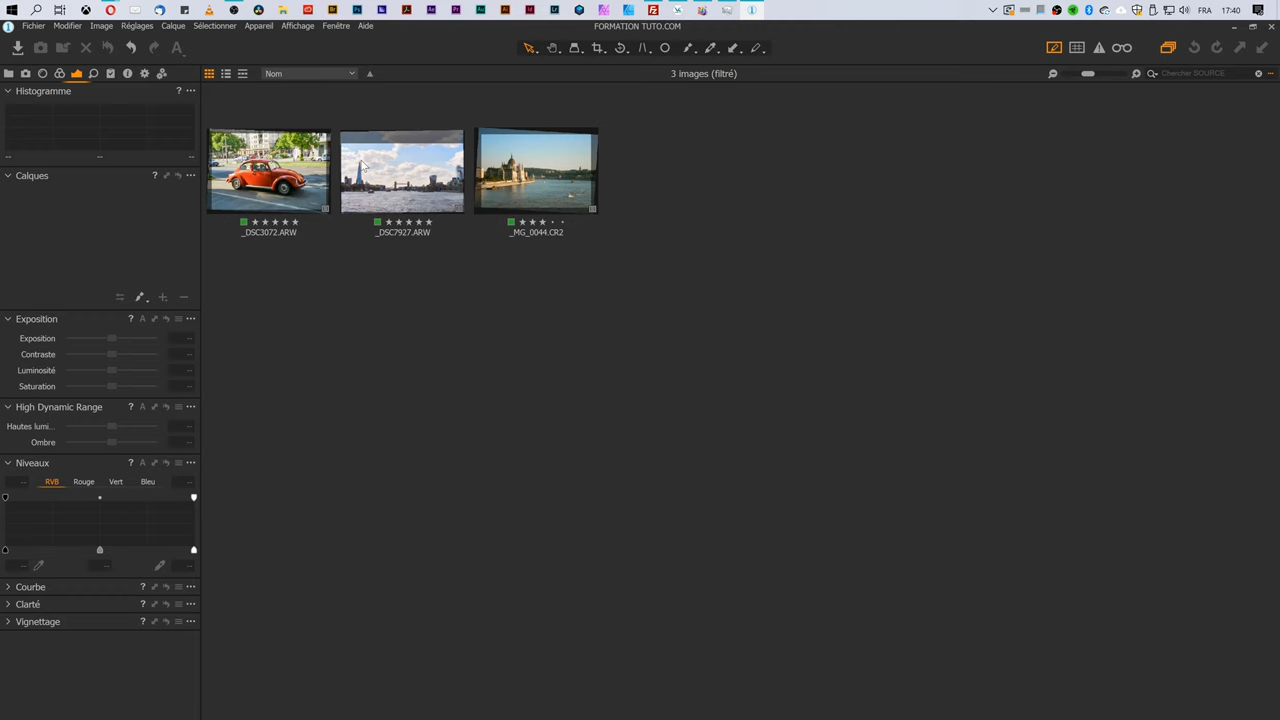 FRA
17:40
Fichier Modifier Image Réglages Calque Sélectionner Appareil Affichage Fenêtre Aide
FORMATION TUTO.COM
Nom
3 images (filtré)
Chercher SOURCE
Histogramme
-- -- --
Calques
_DSC3072.ARW
_DSC7927.ARW
_MG_0044.CR2
Exposition
Exposition --
Contraste --
Luminosité --
Saturation --
High Dynamic Range
Hautes lumi... --
Ombre --
Niveaux
-- RVB Rouge Vert Bleu --
-- -- --
Courbe
Clarté
Vignettage